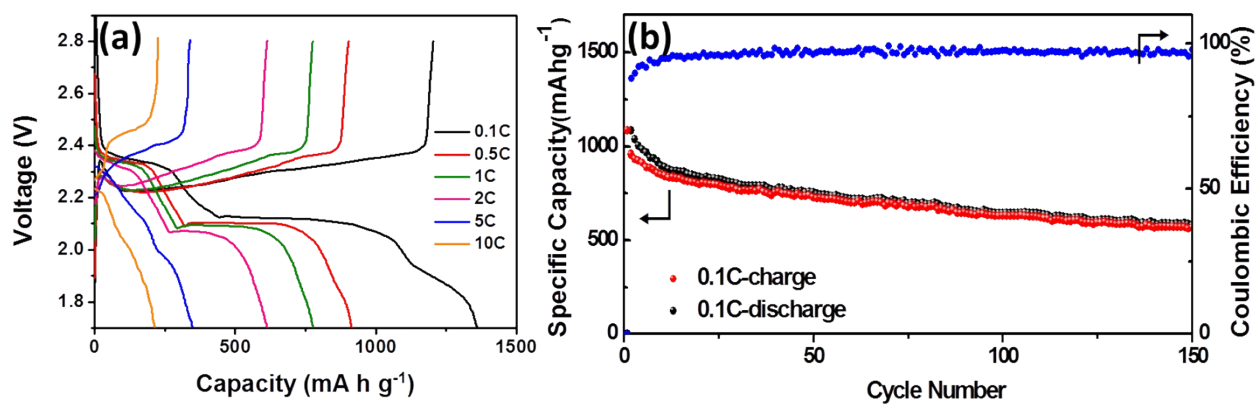 (a)
2.8
2.6
2.4
2.2
2.0
1.8
Voltage (V)
0.1C
0.5C
1C
2C
5C
10C
0
500
1000
1500
Capacity (mA h g-1)
(b)
1500
1000
500
0
Specific Capacity(mAhg-1)
0.1C-charge
0.1C-discharge
0
50
100
150
Cycle Number
100
50
0
Coulombic Efficiency (%)